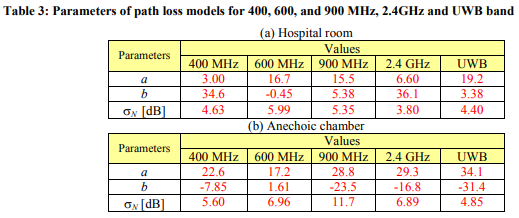 Table 3: Parameters of path loss models for 400, 600, and 900 MHz, 2.4GHz and UWB band
(a) Hospital room
Parameters Values
400 MHz 600 MHz 900 MHz 2.4 GHz UWB
a 3.00 16.7 15.5 6.60 19.2
b 34.6 -0.45 5.38 36.1 3.38
σN [dB] 4.63 5.99 5.35 3.80 4.40
(b) Anechoic chamber
Parameters Values
400 MHz 600 MHz 900 MHz 2.4 GHz UWB
a 22.6 17.2 28.8 29.3 34.1
b -7.85 1.61 -23.5 -16.8 -31.4
σN [dB] 5.60 6.96 11.7 6.89 4.85